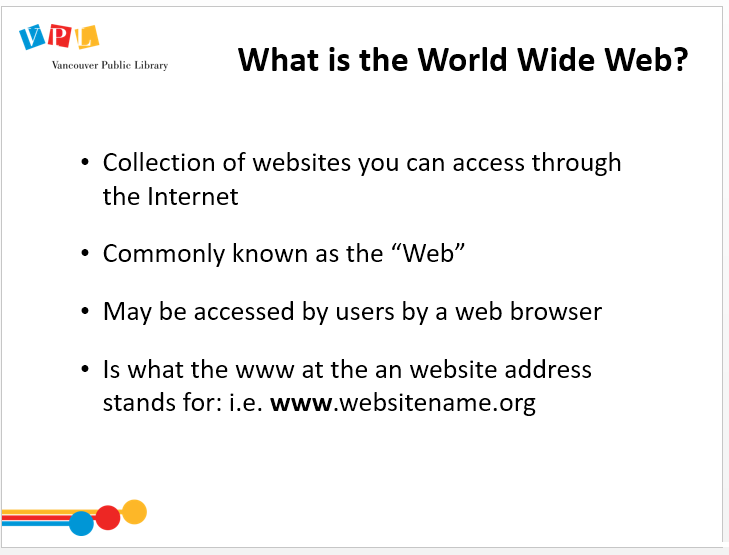 VPL
Vancouver Public Library
What is the World Wide Web?
• Collection of websites you can access through
the Internet
• Commonly known as the “Web”
• May be accessed by users by a web browser
• Is what the www at the an website address
stands for: i.e. www.websitename.org